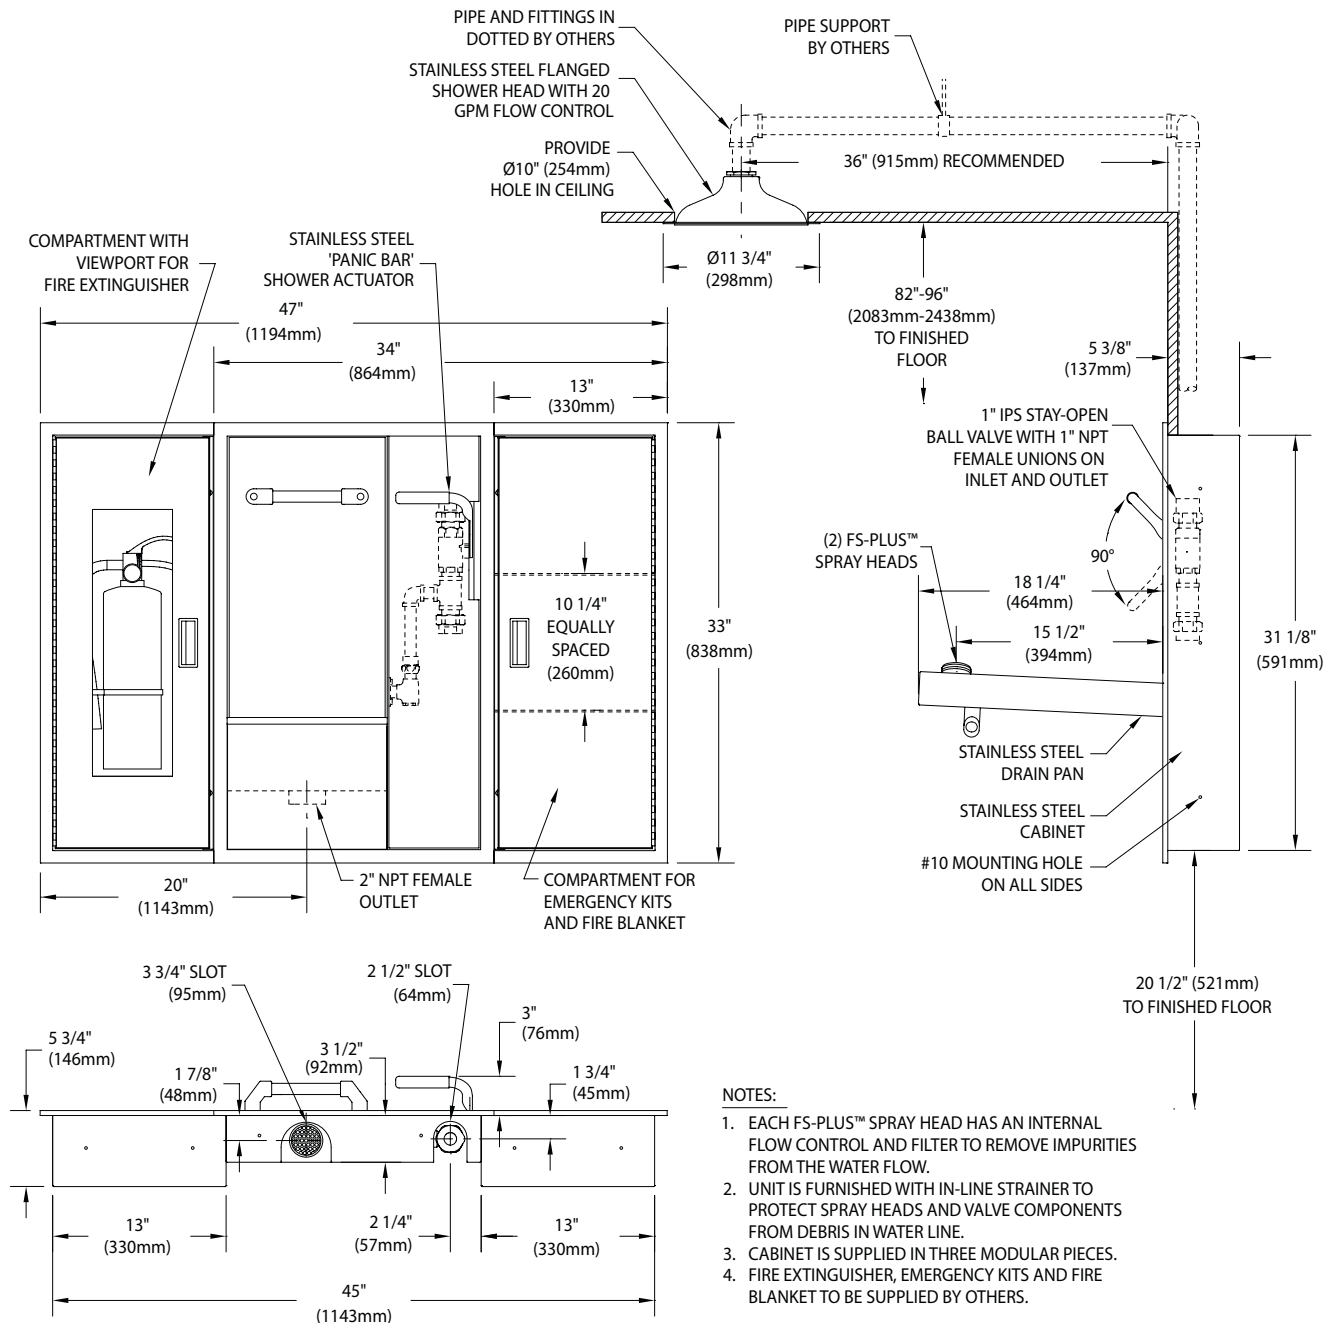 PIPE AND FITTINGS IN
DOTTED BY OTHERS
PIPE SUPPORT
BY OTHERS
STAINLESS STEEL FLANGED
SHOWER HEAD WITH 20
GPM FLOW CONTROL
PROVIDE
Ø10" (254mm)
HOLE IN CEILING
36" (915mm) RECOMMENDED
COMPARTMENT WITH
VIEWPORT FOR
FIRE EXTINGUISHER
STAINLESS STEEL
'PANIC BAR'
SHOWER ACTUATOR
Ø11 3/4"
(298mm)
82"-96"
(2083mm-2438mm)
TO FINISHED
FLOOR
47"
(1194mm)
34"
(864mm)
13"
(330mm)
5 3/8"
(137mm)
1" IPS STAY-OPEN
BALL VALVE WITH 1" NPT
FEMALE UNIONS ON
INLET AND OUTLET
(2) FS-PLUS™
SPRAY HEADS
90°
18 1/4"
(464mm)
15 1/2"
(394mm)
10 1/4"
EQUALLY
SPACED
(260mm)
33"
(838mm)
31 1/8"
(591mm)
STAINLESS STEEL
DRAIN PAN
STAINLESS STEEL
CABINET
#10 MOUNTING HOLE
ON ALL SIDES
20"
(1143mm)
2" NPT FEMALE
OUTLET
COMPARTMENT FOR
EMERGENCY KITS
AND FIRE BLANKET
20 1/2" (521mm)
TO FINISHED FLOOR
3 3/4" SLOT
(95mm)
2 1/2" SLOT
(64mm)
3"
(76mm)
5 3/4"
(146mm)
1 7/8"
(48mm)
3 1/2"
(92mm)
1 3/4"
(45mm)
13"
(330mm)
2 1/4"
(57mm)
13"
(330mm)
45"
(1143mm)
NOTES:
1. EACH FS-PLUS™ SPRAY HEAD HAS AN INTERNAL
FLOW CONTROL AND FILTER TO REMOVE IMPURITIES
FROM THE WATER FLOW.
2. UNIT IS FURNISHED WITH IN-LINE STRAINER TO
PROTECT SPRAY HEADS AND VALVE COMPONENTS
FROM DEBRIS IN WATER LINE.
3. CABINET IS SUPPLIED IN THREE MODULAR PIECES.
4. FIRE EXTINGUISHER, EMERGENCY KITS AND FIRE
BLANKET TO BE SUPPLIED BY OTHERS.